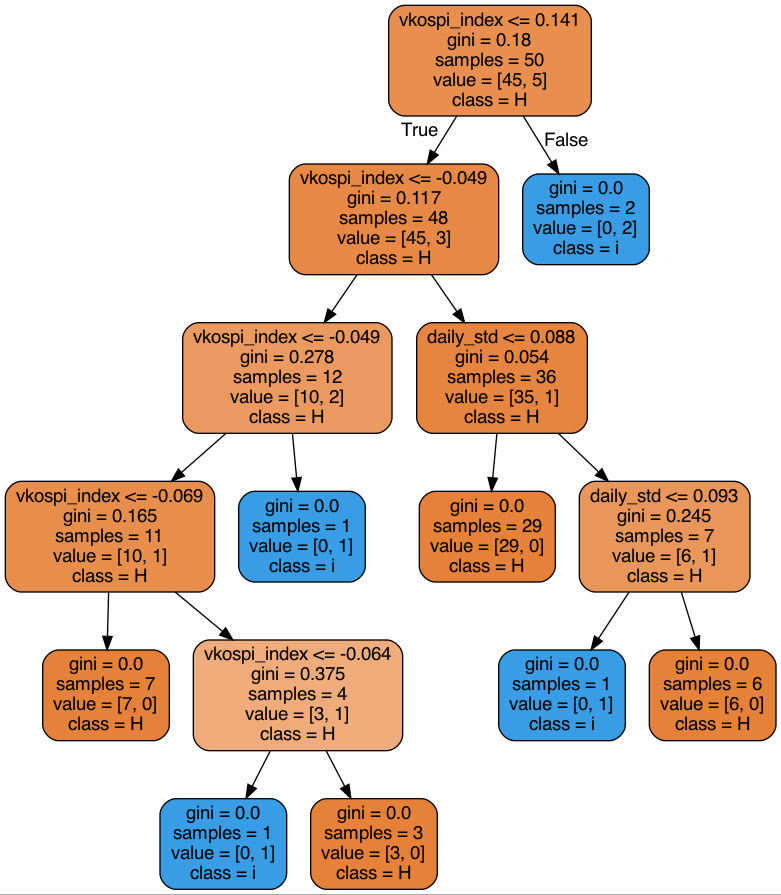 vkospi_index <= 0.141
gini = 0.18
samples = 50
value = [45, 5]
class = H
True
False
vkospi_index <= -0.049
gini = 0.117
samples = 48
value = [45, 3]
class = H
gini = 0.0
samples = 2
value = [0, 2]
class = i
vkospi_index <= -0.049
gini = 0.278
samples = 12
value = [10, 2]
class = H
daily_std <= 0.088
gini = 0.054
samples = 36
value = [35, 1]
class = H
vkospi_index <= -0.069
gini = 0.165
samples = 11
value = [10, 1]
class = H
gini = 0.0
samples = 1
value = [0, 1]
class = i
gini = 0.0
samples = 29
value = [29, 0]
class = H
daily_std <= 0.093
gini = 0.245
samples = 7
value = [6, 1]
class = H
gini = 0.0
samples = 7
value = [7, 0]
class = H
vkospi_index <= -0.064
gini = 0.375
samples = 4
value = [3, 1]
class = H
gini = 0.0
samples = 1
value = [0, 1]
class = i
gini = 0.0
samples = 6
value = [6, 0]
class = H
gini = 0.0
samples = 1
value = [0, 1]
class = i
gini = 0.0
samples = 3
value = [3, 0]
class = H